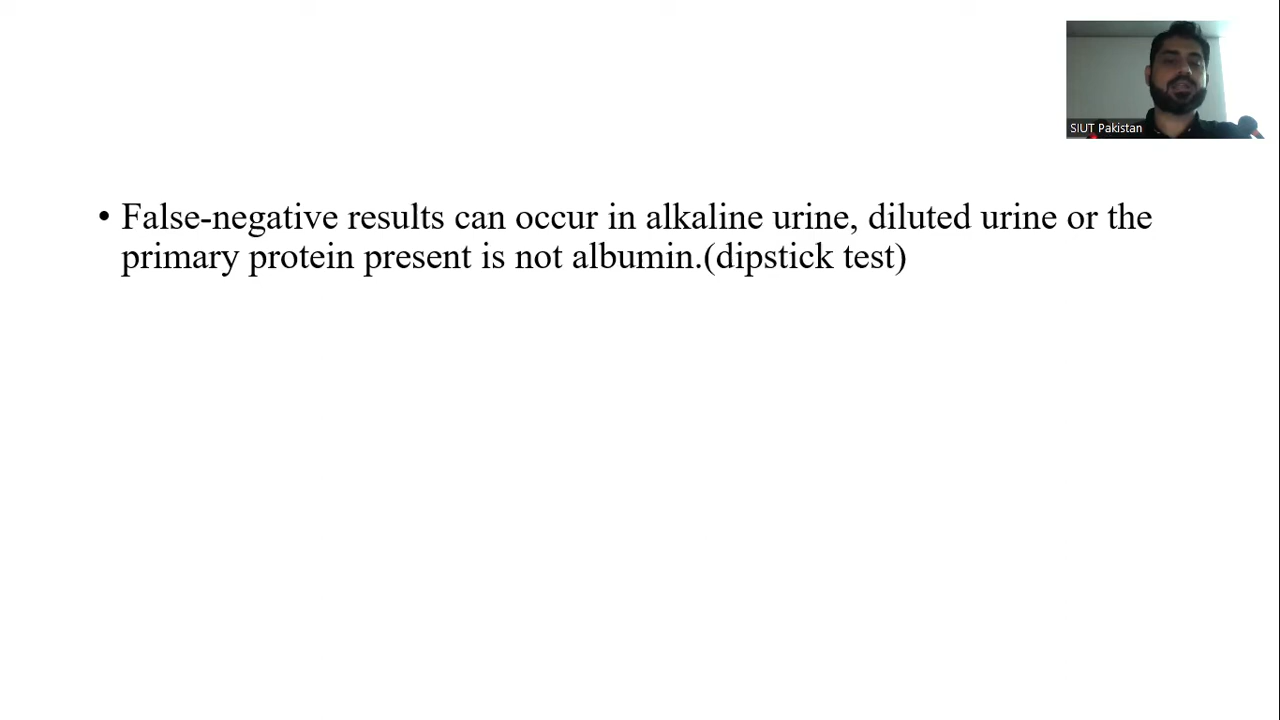 SIUT Pakistan
• False-negative results can occur in alkaline urine, diluted urine or the
primary protein present is not albumin.(dipstick test)